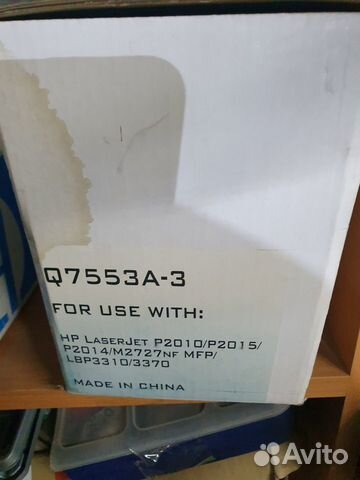 Q7553A-3
FOR USE WITH:
HP LASERJET P2010/P2015/
P2014/M2727NF MFP/
LBP3310/3370
MADE IN CHINA
Avito